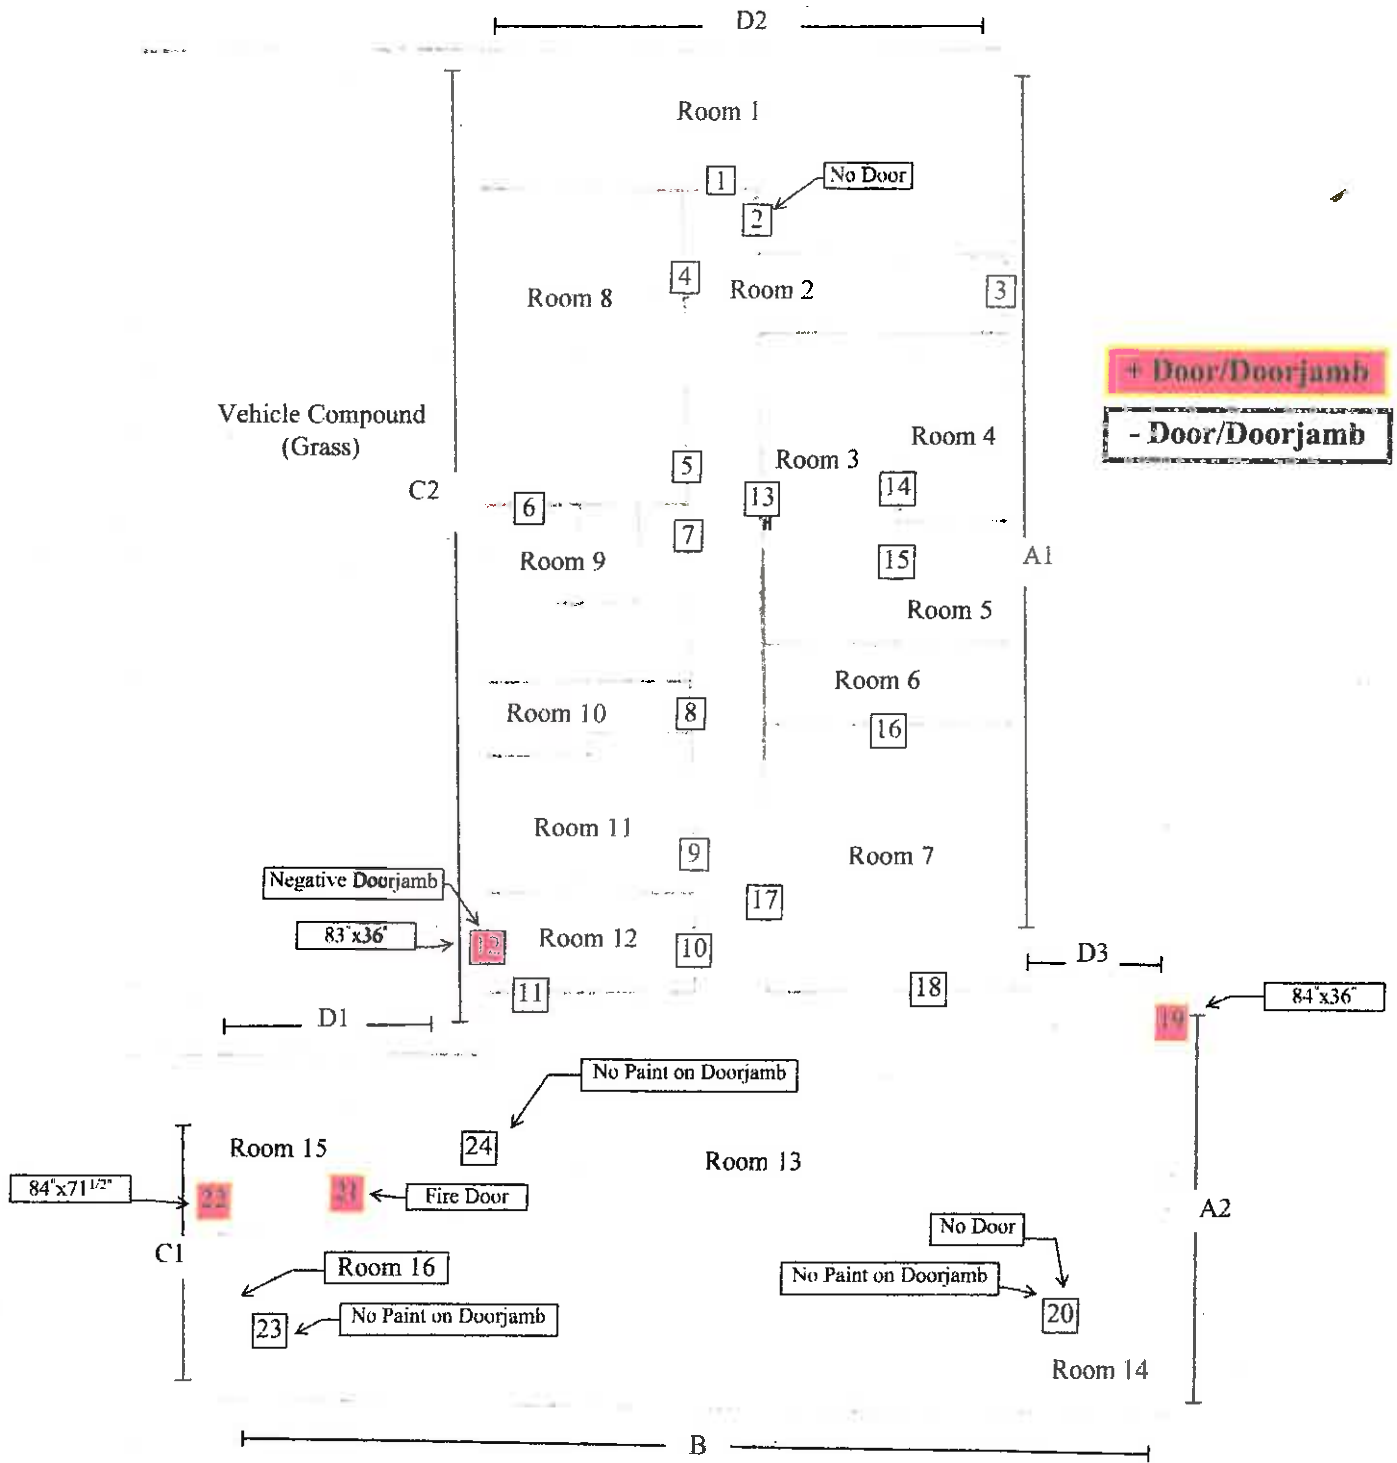 D2
Room 1
1
No Door
2
4
Room 8
Room 2
3
+ Door/Doorjamb
- Door/Doorjamb
Vehicle Compound
(Grass)
Room 4
Room 3
5
C2
14
13
6
7
Room 9
15
A1
Room 5
Room 6
Room 10
8
16
Room 11
9
Room 7
Negative Doorjamb
17
83"x36"
12
Room 12
10
D3
11
18
84"x36"
D1
19
No Paint on Doorjamb
24
Room 15
Room 13
84"x71 1/2"
22
21
Fire Door
A2
No Door
C1
Room 16
No Paint on Doorjamb
23
No Paint on Doorjamb
20
Room 14
B